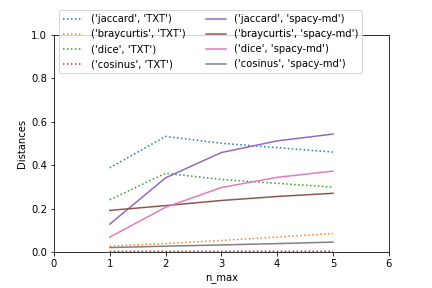 ('jaccard', 'TXT') ('jaccard', 'spacy-md')
('braycurtis', 'TXT') ('braycurtis', 'spacy-md')
('dice', 'TXT') ('dice', 'spacy-md')
('cosinus', 'TXT') ('cosinus', 'spacy-md')
1.0
0.8
0.6
0.4
0.2
0.0
Distances
0 1 2 3 4 5 6
n_max